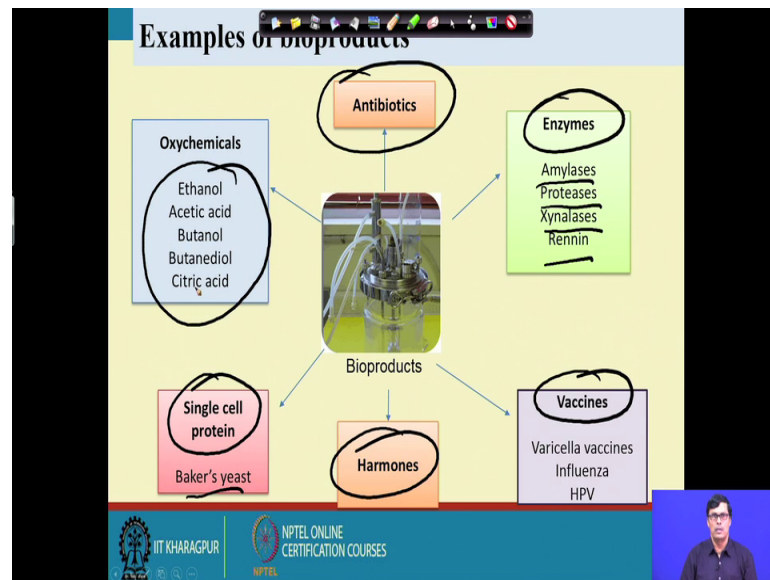 Examples of bioproducts
Antibiotics
Oxychemicals
Ethanol
Acetic acid
Butanol
Butanediol
Citric acid
Enzymes
Amylases
Proteases
Xynalases
Rennin
Bioproducts
Single cell
protein
Baker's yeast
Harmones
Vaccines
Varicella vaccines
Influenza
HPV
IIT KHARAGPUR
NPTEL
NPTEL ONLINE
CERTIFICATION COURSES